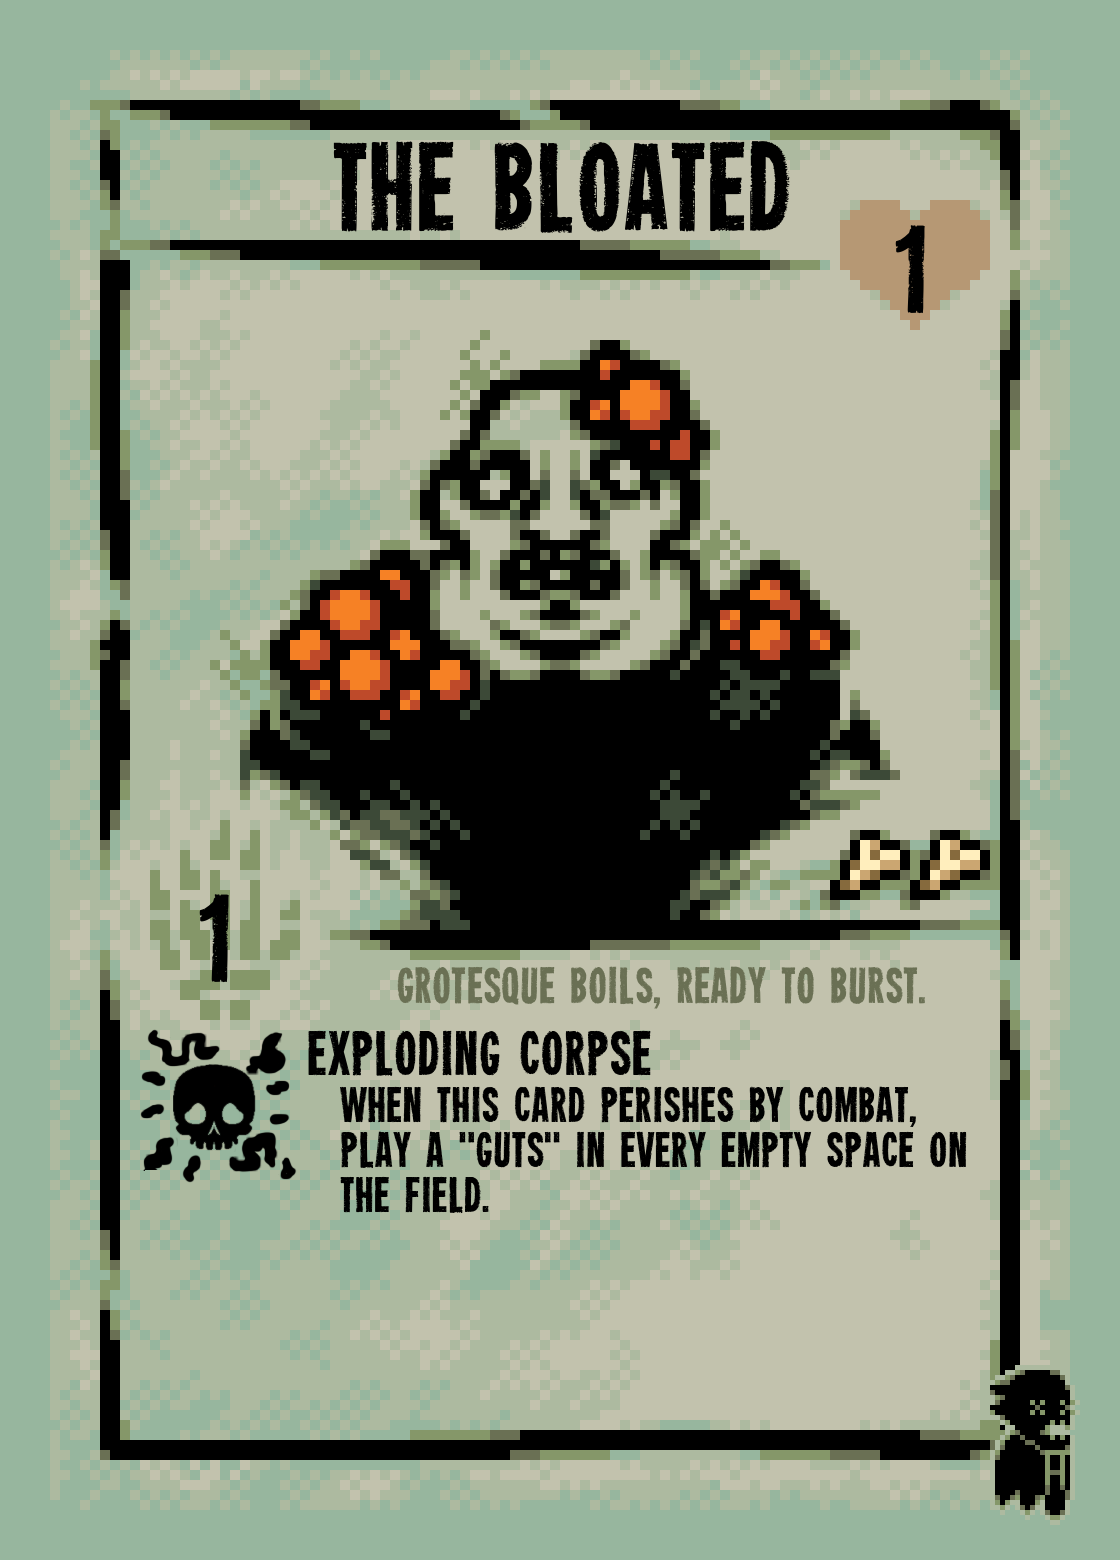 THE BLOATED
1
1
GROTESQUE BOILS, READY TO BURST.
EXPLODING CORPSE
WHEN THIS CARD PERISHES BY COMBAT,
PLAY A "GUTS" IN EVERY EMPTY SPACE ON
THE FIELD.